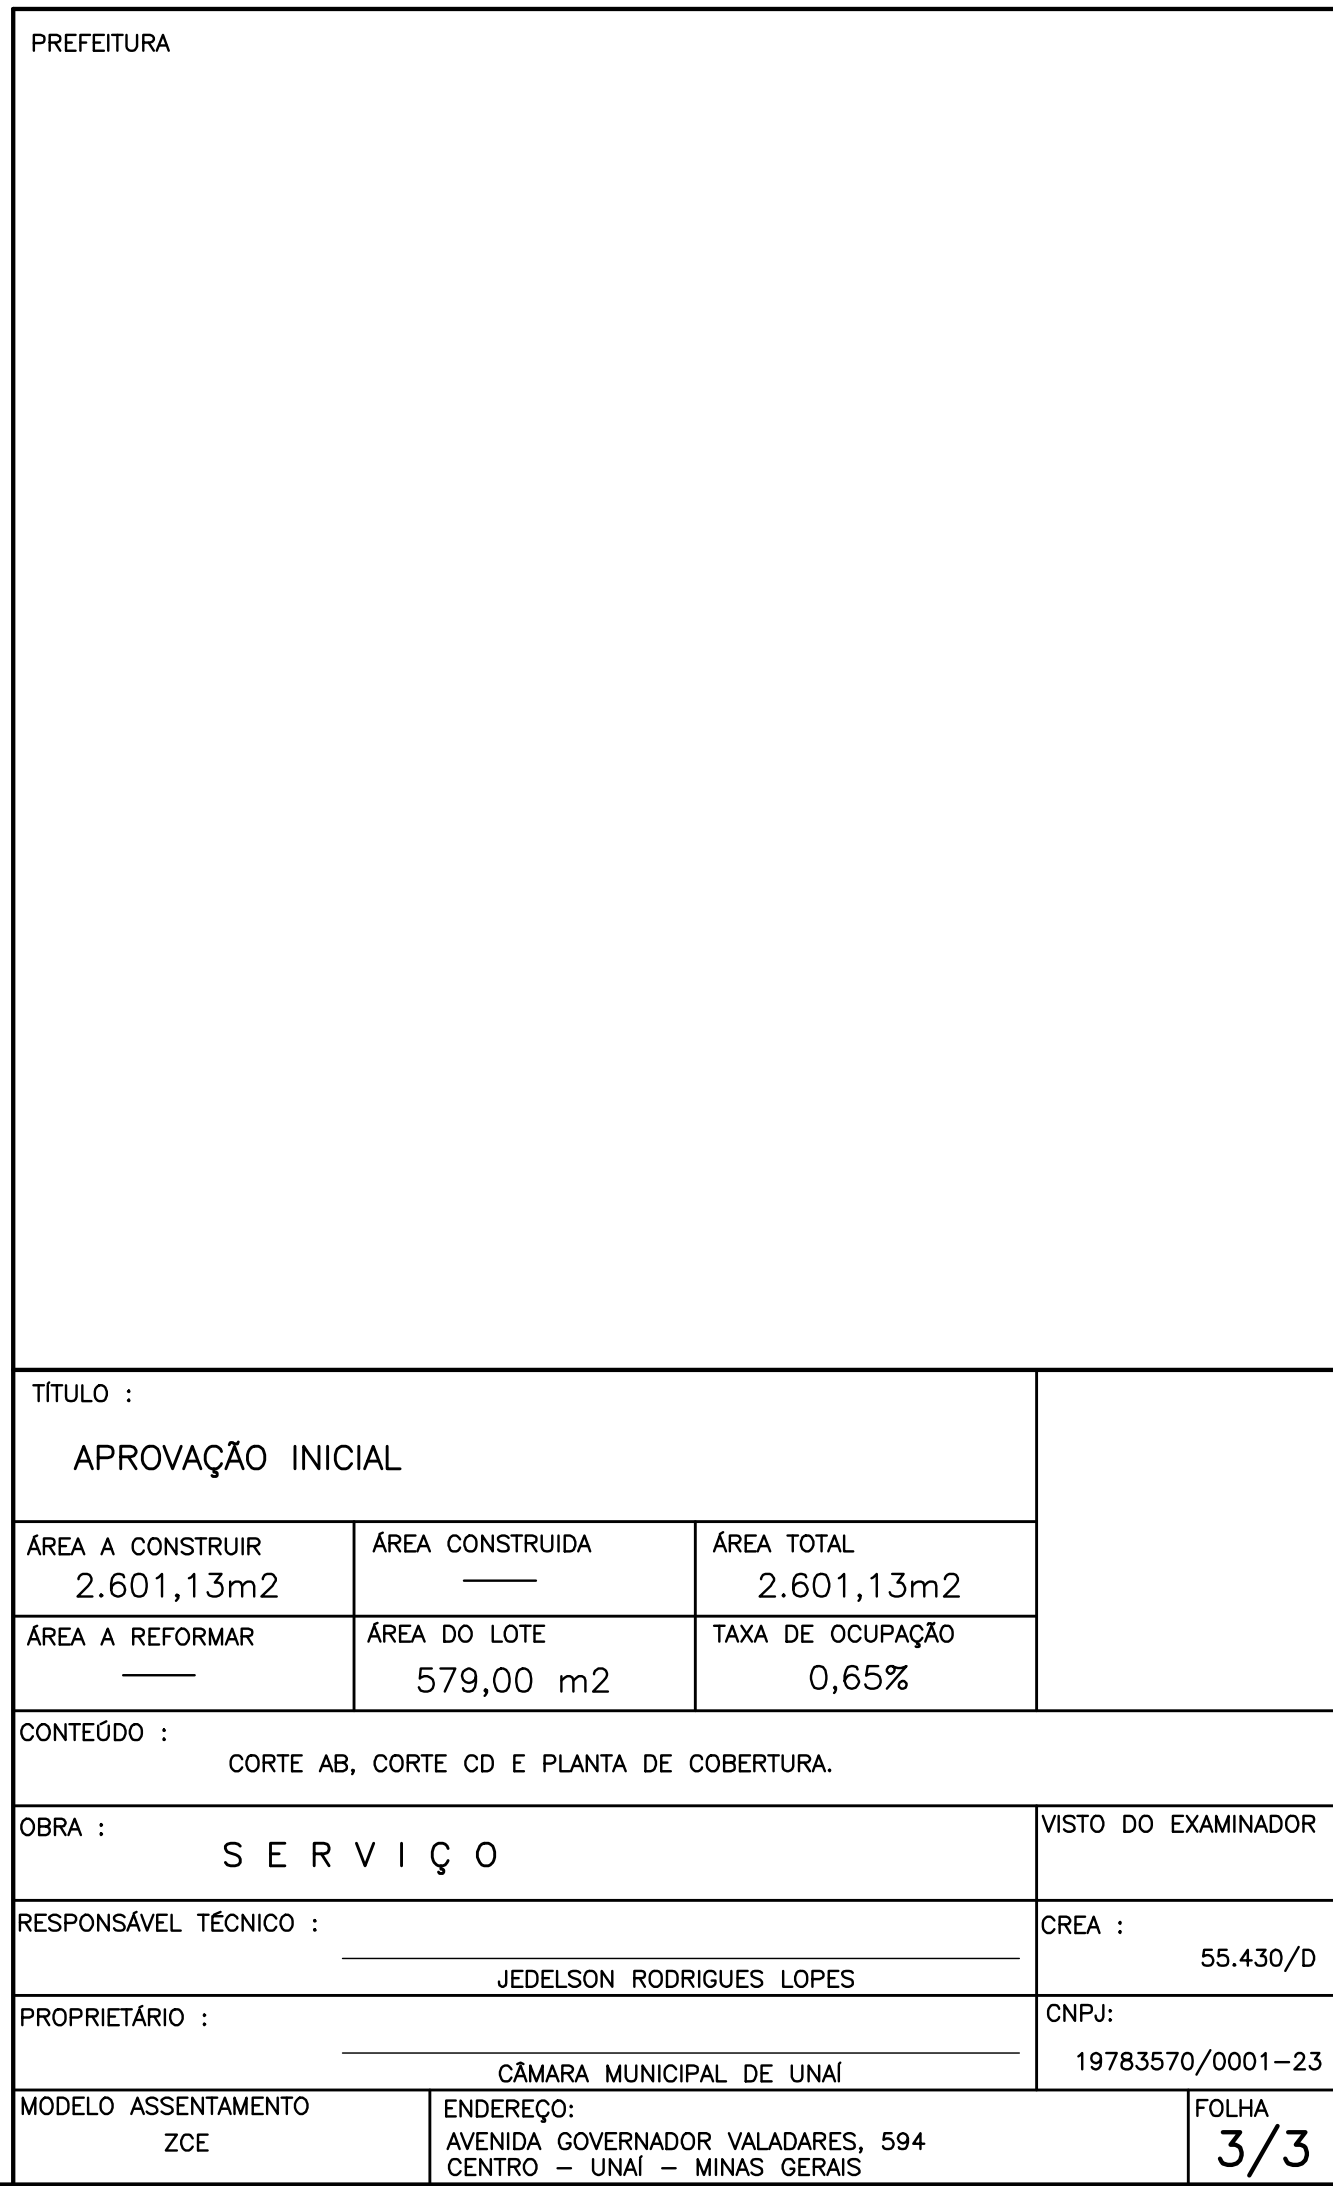 PREFEITURA
TÍTULO :
APROVAÇÃO INICIAL
ÁREA A CONSTRUIR
2.601,13m2
ÁREA CONSTRUIDA
ÁREA TOTAL
2.601,13m2
ÁREA A REFORMAR
ÁREA DO LOTE
579,00 m2
TAXA DE OCUPAÇÃO
0,65%
CONTEÚDO :
CORTE AB, CORTE CD E PLANTA DE COBERTURA.
OBRA :
S E R V I Ç O
VISTO DO EXAMINADOR
RESPONSÁVEL TÉCNICO :
JEDELSON RODRIGUES LOPES
CREA :
55.430/D
PROPRIETÁRIO :
CÂMARA MUNICIPAL DE UNAÍ
CNPJ:
19783570/0001-23
MODELO ASSENTAMENTO
ZCE
ENDEREÇO:
AVENIDA GOVERNADOR VALADARES, 594
CENTRO – UNAÍ – MINAS GERAIS
FOLHA
3/3